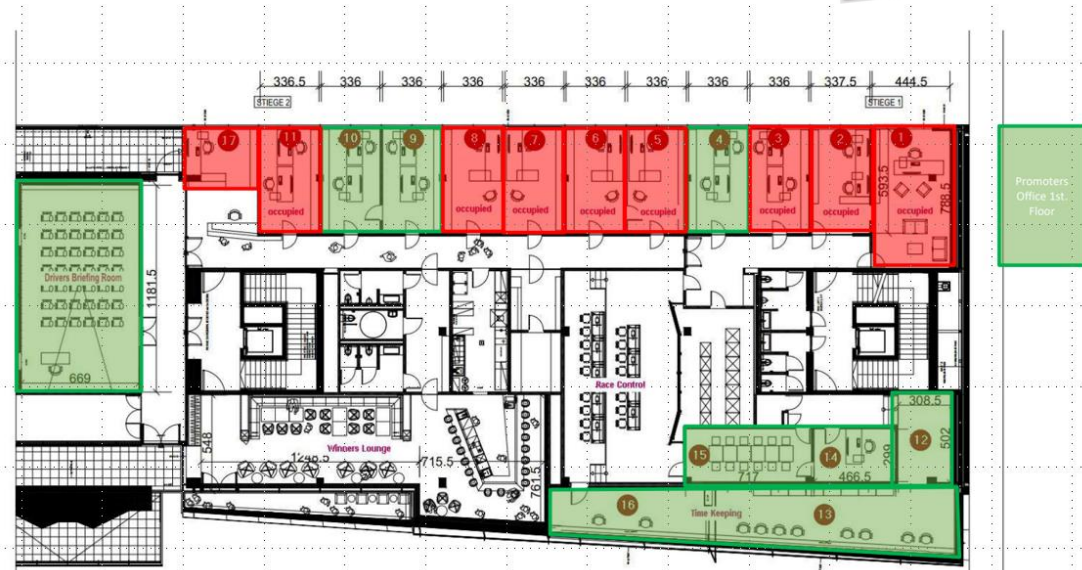 336.5 336 336 336 336 336 336 336 336 337.5 444.5
STIEGE 2 STIEGE 1
17 11 10 9 8 7 6 5 4 3 2 1
593.5
788.5
occupied occupied occupied occupied occupied occupied occupied occupied
Promoters
Office 1st.
Floor
Drivers Briefing Room
1181.5
669
Race Control
308.5
12
502
548
Winners Lounge
1248.5
715.5
761.5
15
14
299
717
466.5
16
Time Keeping
13